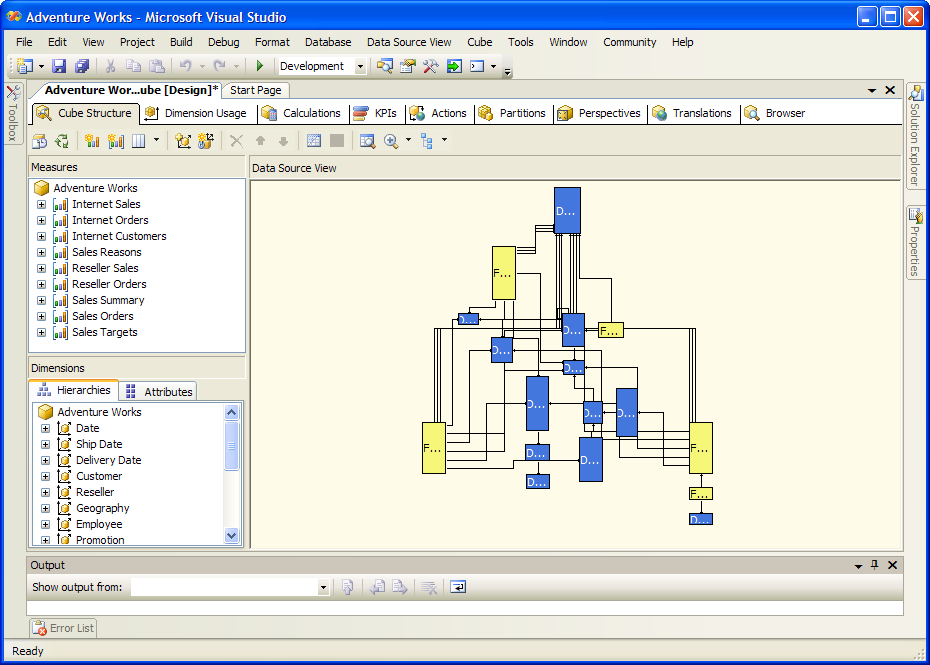 Adventure Works - Microsoft Visual Studio
File Edit View Project Build Debug Format Database Data Source View Cube Tools Window Community Help
Development
Adventure Wor...ube [Design]* Start Page
Cube Structure Dimension Usage Calculations KPIs Actions Partitions Perspectives Translations Browser
Toolbox
Solution Explorer
Properties
Measures
Adventure Works
Internet Sales
Internet Orders
Internet Customers
Sales Reasons
Reseller Sales
Reseller Orders
Sales Summary
Sales Orders
Sales Targets
Dimensions
Hierarchies Attributes
Adventure Works
Date
Ship Date
Delivery Date
Customer
Reseller
Geography
Employee
Promotion
Data Source View
D...
F...
D...
D...
F...
D...
D...
D...
D...
D...
F...
D...
D...
F...
D...
F...
D...
Output
Show output from:
Error List
Ready